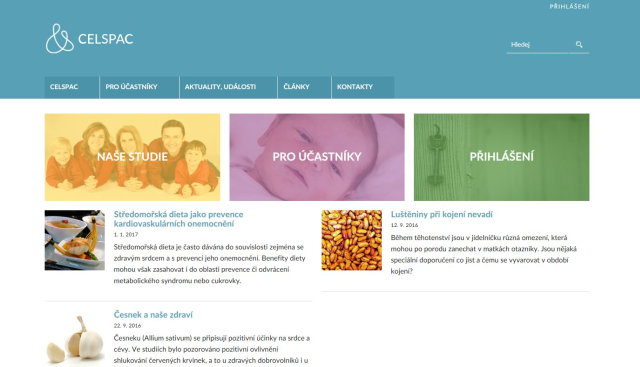 PŘIHLÁŠENÍ
CELSPAC
Hledej
CELSPAC
PRO ÚČASTNÍKY
AKTUALITY, UDÁLOSTI
ČLÁNKY
KONTAKTY
NAŠE STUDIE
PRO ÚČASTNÍKY
PŘIHLÁŠENÍ
Středomořská dieta jako prevence
kardiovaskulárních onemocnění
1. 1. 2017
Středomořská dieta je často dávána do souvislosti zejména se
zdravým srdcem a s prevencí jeho onemocnění. Benefity diety
mohou však zasahovat i do oblasti prevence či odvrácení
metabolického syndromu nebo cukrovky.
Luštěniny při kojení nevadí
12. 9. 2016
Během těhotenství jsou v jídelníčku různá omezení, která
mohou po porodu zanechat v matkách otazníky. Jsou nějaká
speciální doporučení co jíst a čemu se vyvarovat v období
kojení?
Česnek a naše zdraví
22. 9. 2016
Česneku (Allium sativum) se připisují pozitivní účinky na srdce a
cévy. Ve studiích bylo pozorováno pozitivní ovlivnění
shlukování červených krvinek, a to u zdravých dobrovolníků i u